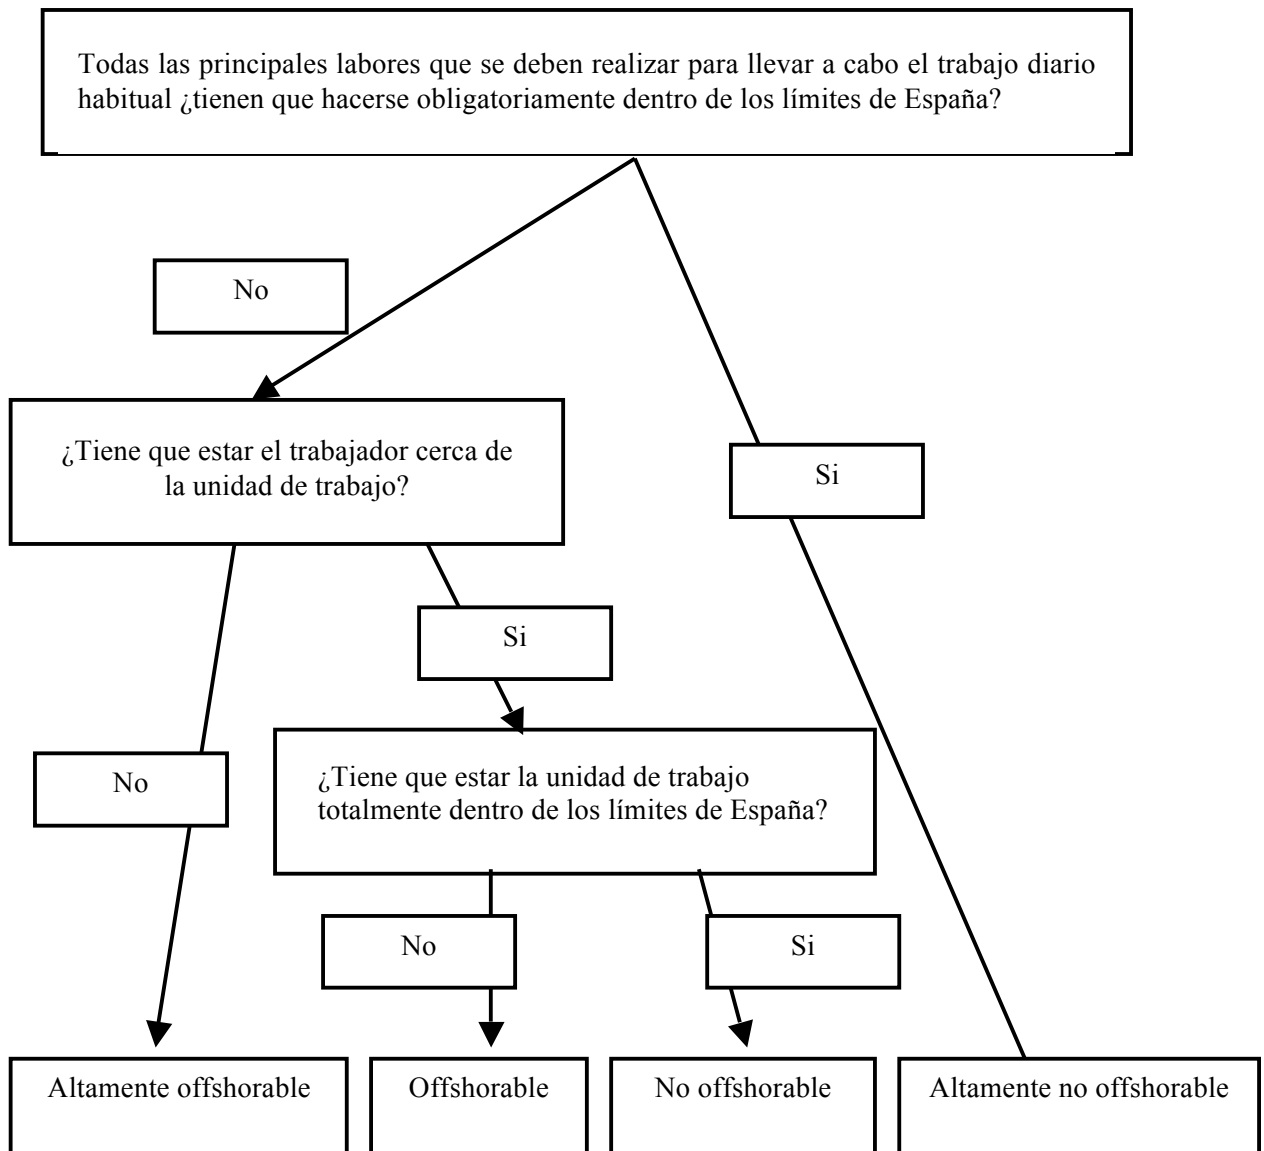 Todas las principales labores que se deben realizar para llevar a cabo el trabajo diario
habitual ¿tienen que hacerse obligatoriamente dentro de los límites de España?
No
¿Tiene que estar el trabajador cerca de
la unidad de trabajo?
Si
Si
No
¿Tiene que estar la unidad de trabajo
totalmente dentro de los límites de España?
No
Si
Altamente offshorable
Offshorable
No offshorable
Altamente no offshorable